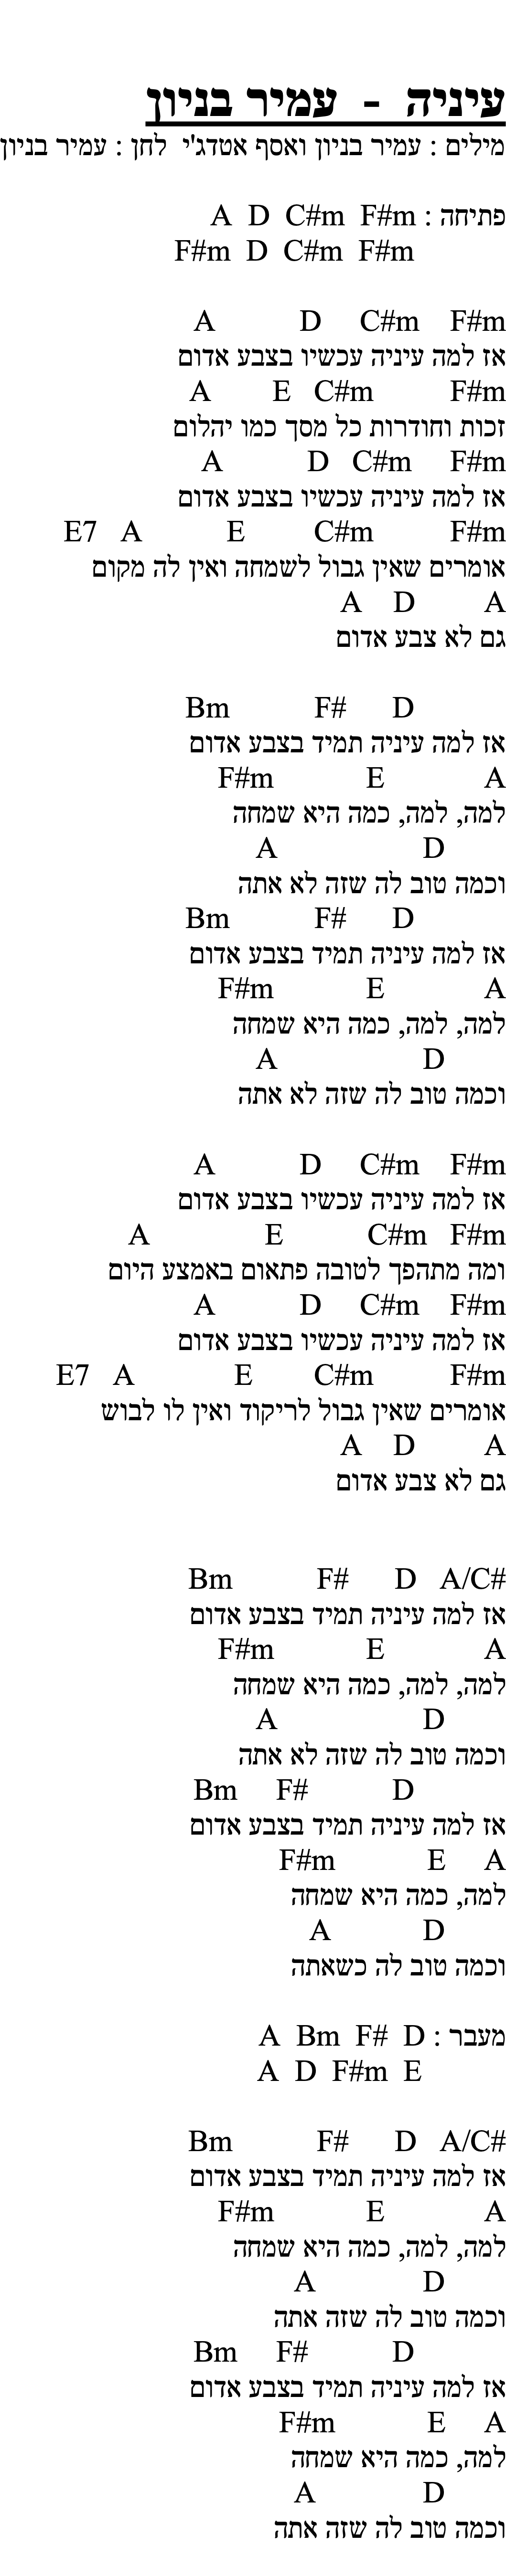 עיניה - עמיר בניון
מילים : עמיר בניון ואסף אטדג'י לחן : עמיר בניון
פתיחה : A D C#m F#m
F#m D C#m F#m
A D C#m F#m
אז למה עיניה עכשיו בצבע אדום
A E C#m F#m
זכות וחודרות כל מסך כמו יהלום
A D C#m F#m
אז למה עיניה עכשיו בצבע אדום
E7 A E C#m F#m
אומרים שאין גבול לשמחה ואין לה מקום
A D A
גם לא צבע אדום
Bm F# D
אז למה עיניה תמיד בצבע אדום
F#m E A
למה, למה, כמה היא שמחה
A D
וכמה טוב לה שזה לא אתה
Bm F# D
אז למה עיניה תמיד בצבע אדום
F#m E A
למה, למה, כמה היא שמחה
A D
וכמה טוב לה שזה לא אתה
A D C#m F#m
אז למה עיניה עכשיו בצבע אדום
A E C#m F#m
ומה מתהפך לטובה פתאום באמצע היום
A D C#m F#m
אז למה עיניה עכשיו בצבע אדום
E7 A E C#m F#m
אומרים שאין גבול לריקוד ואין לו לבוש
A D A
גם לא צבע אדום
Bm F# D A/C#
אז למה עיניה תמיד בצבע אדום
F#m E A
למה, למה, כמה היא שמחה
A D
וכמה טוב לה שזה לא אתה
Bm F# D
אז למה עיניה תמיד בצבע אדום
F#m E A
למה, כמה היא שמחה
A D
וכמה טוב לה כשאתה
מעבר : A Bm F# D
A D F#m E
Bm F# D A/C#
אז למה עיניה תמיד בצבע אדום
F#m E A
למה, למה, כמה היא שמחה
A D
וכמה טוב לה שזה אתה
Bm F# D
אז למה עיניה תמיד בצבע אדום
F#m E A
למה, כמה היא שמחה
A D
וכמה טוב לה שזה אתה